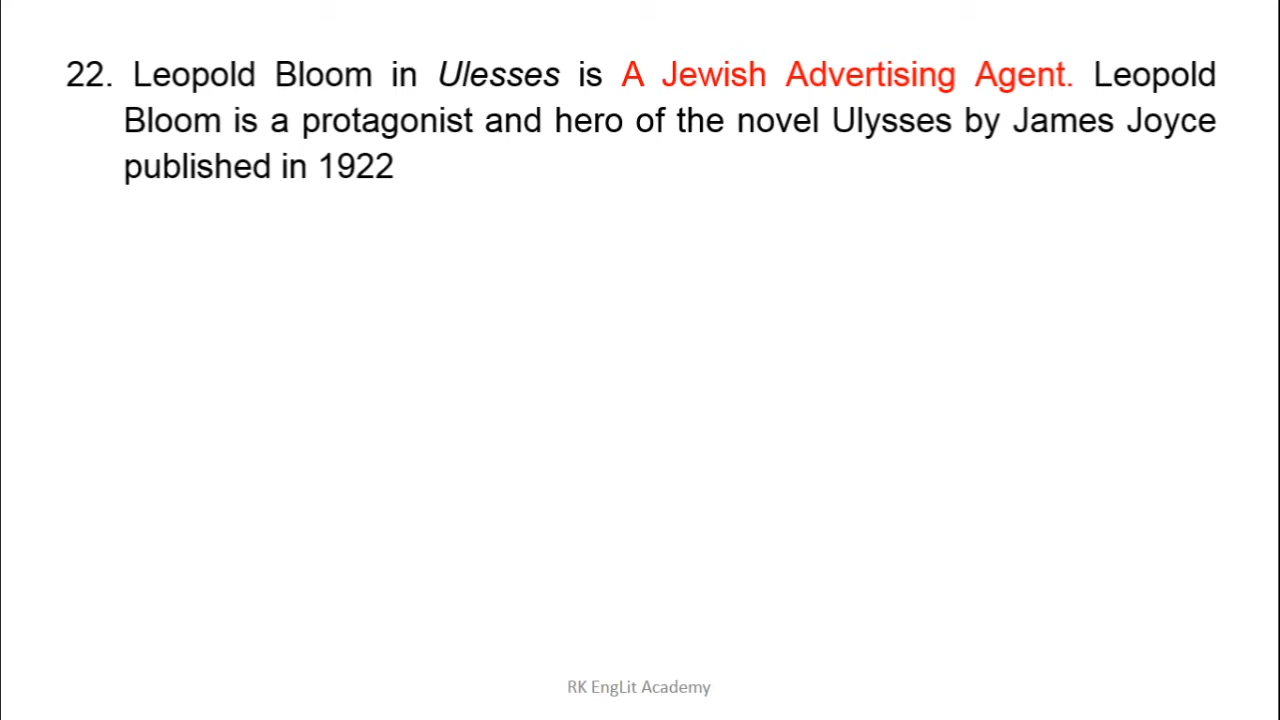 22. Leopold Bloom in Ulesses is A Jewish Advertising Agent. Leopold
Bloom is a protagonist and hero of the novel Ulysses by James Joyce
published in 1922
RK EngLit Academy